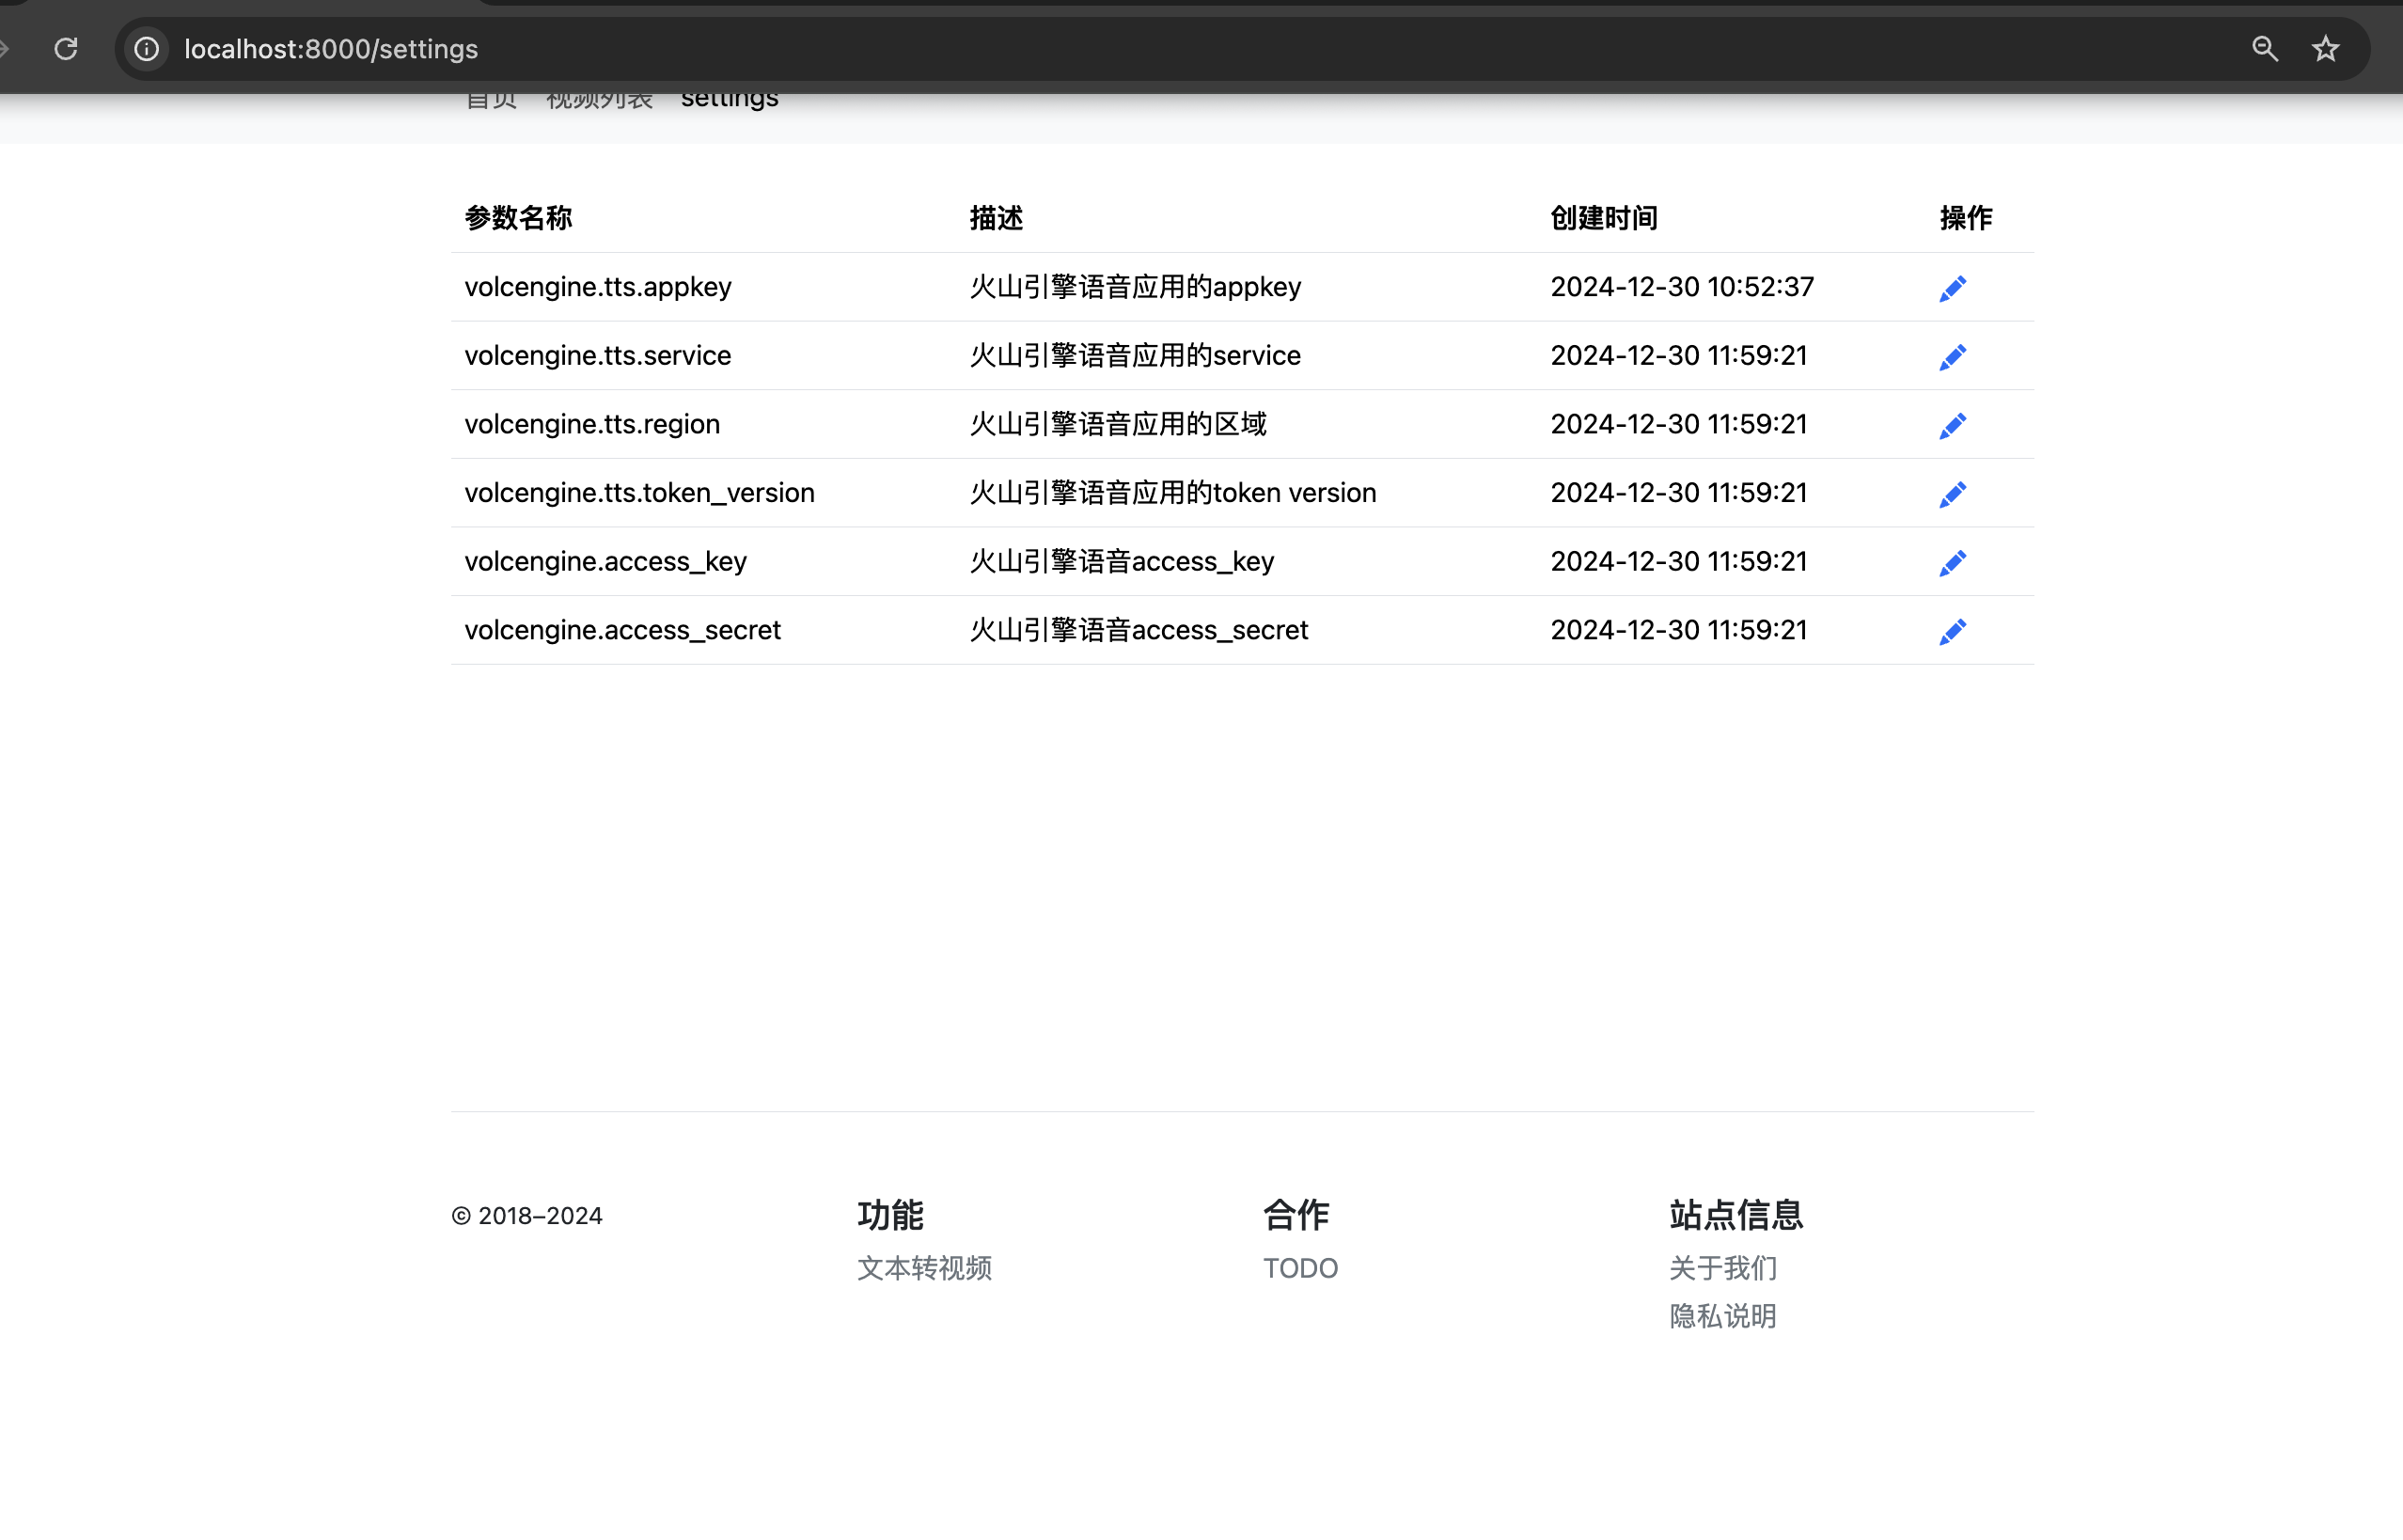 localhost:8000/settings
首页 视频列表 settings
参数名称 描述 创建时间 操作
volcengine.tts.appkey 火山引擎语音应用的appkey 2024-12-30 10:52:37
volcengine.tts.service 火山引擎语音应用的service 2024-12-30 11:59:21
volcengine.tts.region 火山引擎语音应用的区域 2024-12-30 11:59:21
volcengine.tts.token_version 火山引擎语音应用的token version 2024-12-30 11:59:21
volcengine.access_key 火山引擎语音access_key 2024-12-30 11:59:21
volcengine.access_secret 火山引擎语音access_secret 2024-12-30 11:59:21
© 2018–2024 功能 合作 站点信息
文本转视频 TODO 关于我们
隐私说明